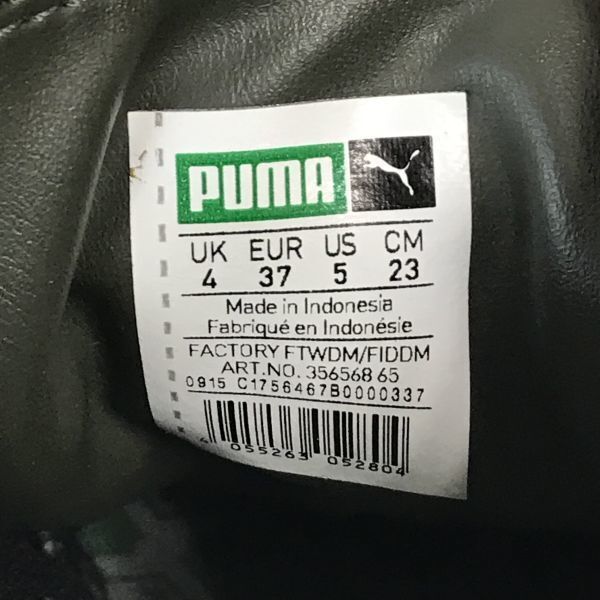 PUMA
UK EUR US CM
4 37 5 23
Made in Indonesia
Fabriqué en Indonésie
FACTORY FTWDM/FIDDM
ART.NO. 356568 65
0915 C1756467B0000337
4 055263 052804